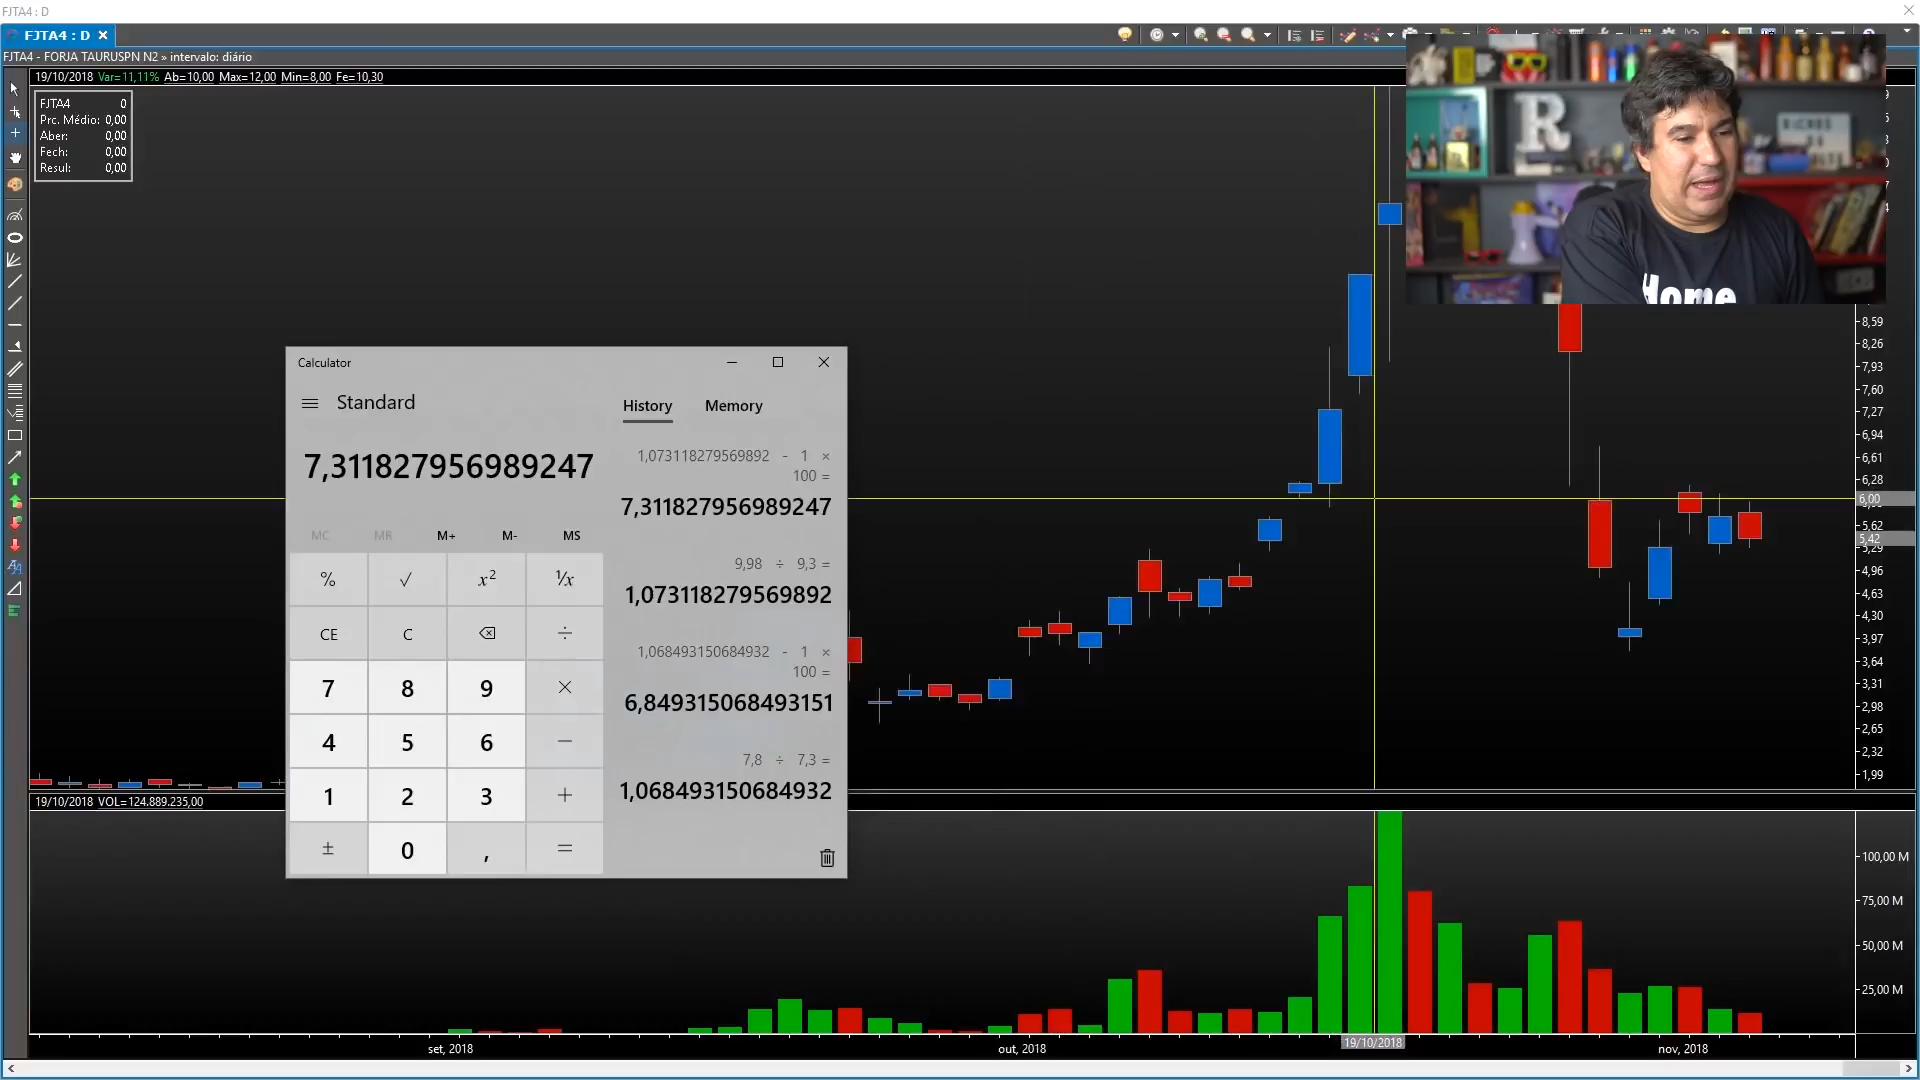 FJTA4 : D
FJTA4 : D
FJTA4 - FORJA TAURUSPN N2 » intervalo: diário
19/10/2018 Var=11,11% Ab=10,00 Max=12,00 Min=8,00 Fe=10,30
FJTA4 0
Prc. Médio: 0,00
Aber: 0,00
Fech: 0,00
Resul: 0,00
R
Home
Calculator
Standard
History
Memory
7,311827956989247
1,073118279569892 - 1 ×
100 =
7,311827956989247
MC MR M+ M- MS
9,98 ÷ 9,3 =
1,073118279569892
% √ x² ¹/x
CE C ÷
1,068493150684932 - 1 ×
100 =
6,849315068493151
7 8 9 ×
4 5 6 −
7,8 ÷ 7,3 =
1,068493150684932
1 2 3 +
± 0 , =
8,59
8,26
7,93
7,60
7,27
6,94
6,61
6,28
6,00
5,62
5,42
5,29
4,96
4,63
4,30
3,97
3,64
3,31
2,98
2,65
2,32
1,99
19/10/2018 VOL=124.889.235,00
100,00 M
75,00 M
50,00 M
25,00 M
set, 2018
out, 2018
19/10/2018
nov, 2018